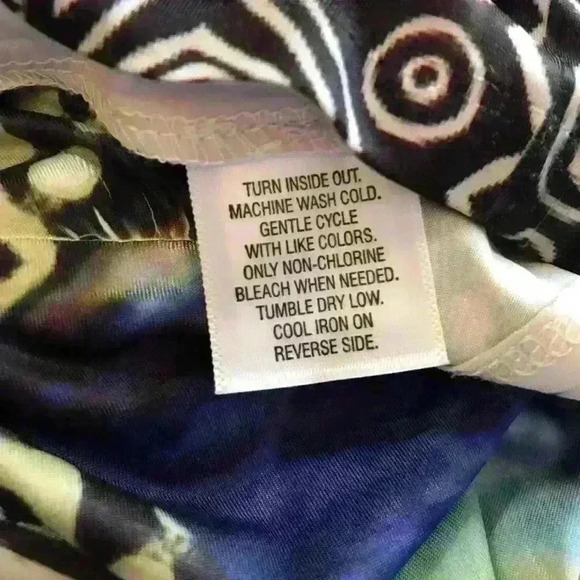 TURN INSIDE OUT.
MACHINE WASH COLD.
GENTLE CYCLE
WITH LIKE COLORS.
ONLY NON-CHLORINE
BLEACH WHEN NEEDED.
TUMBLE DRY LOW.
COOL IRON ON
REVERSE SIDE.